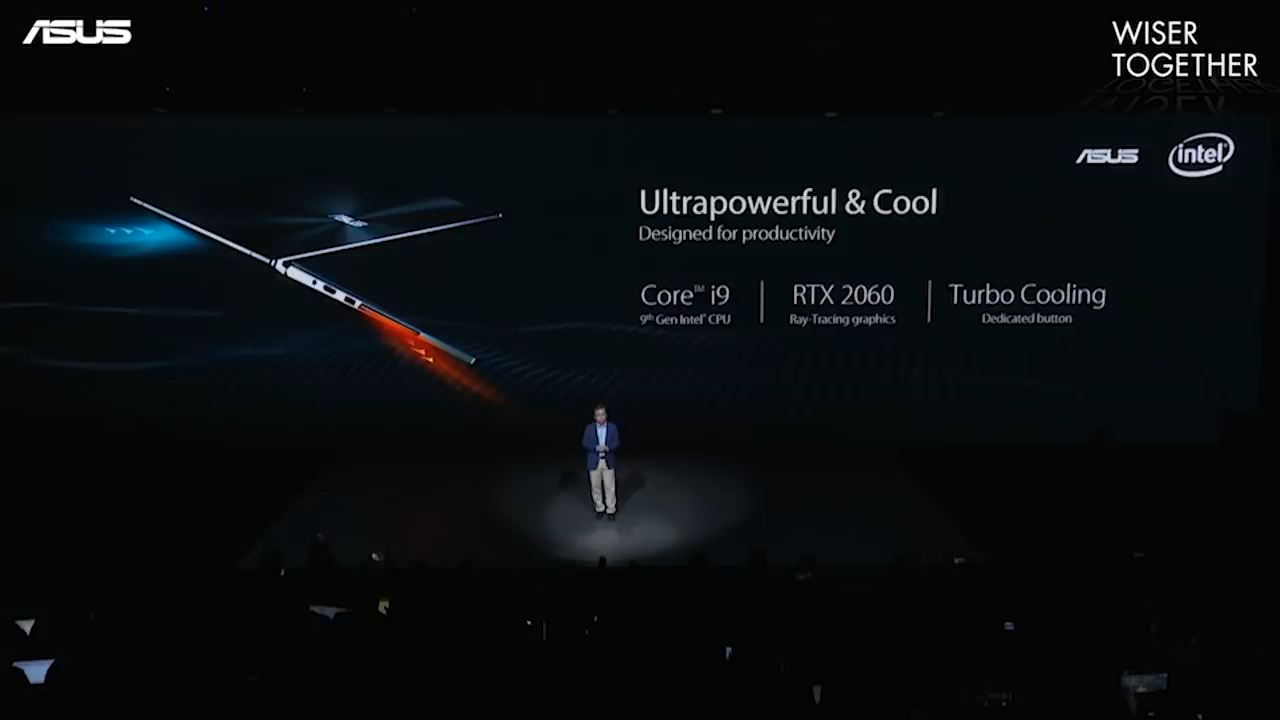 ASUS
WISER
TOGETHER
ASUS
intel
Ultrapowerful & Cool
Designed for productivity
Core™ i9
9th Gen Intel® CPU
RTX 2060
Ray-Tracing graphics
Turbo Cooling
Dedicated button